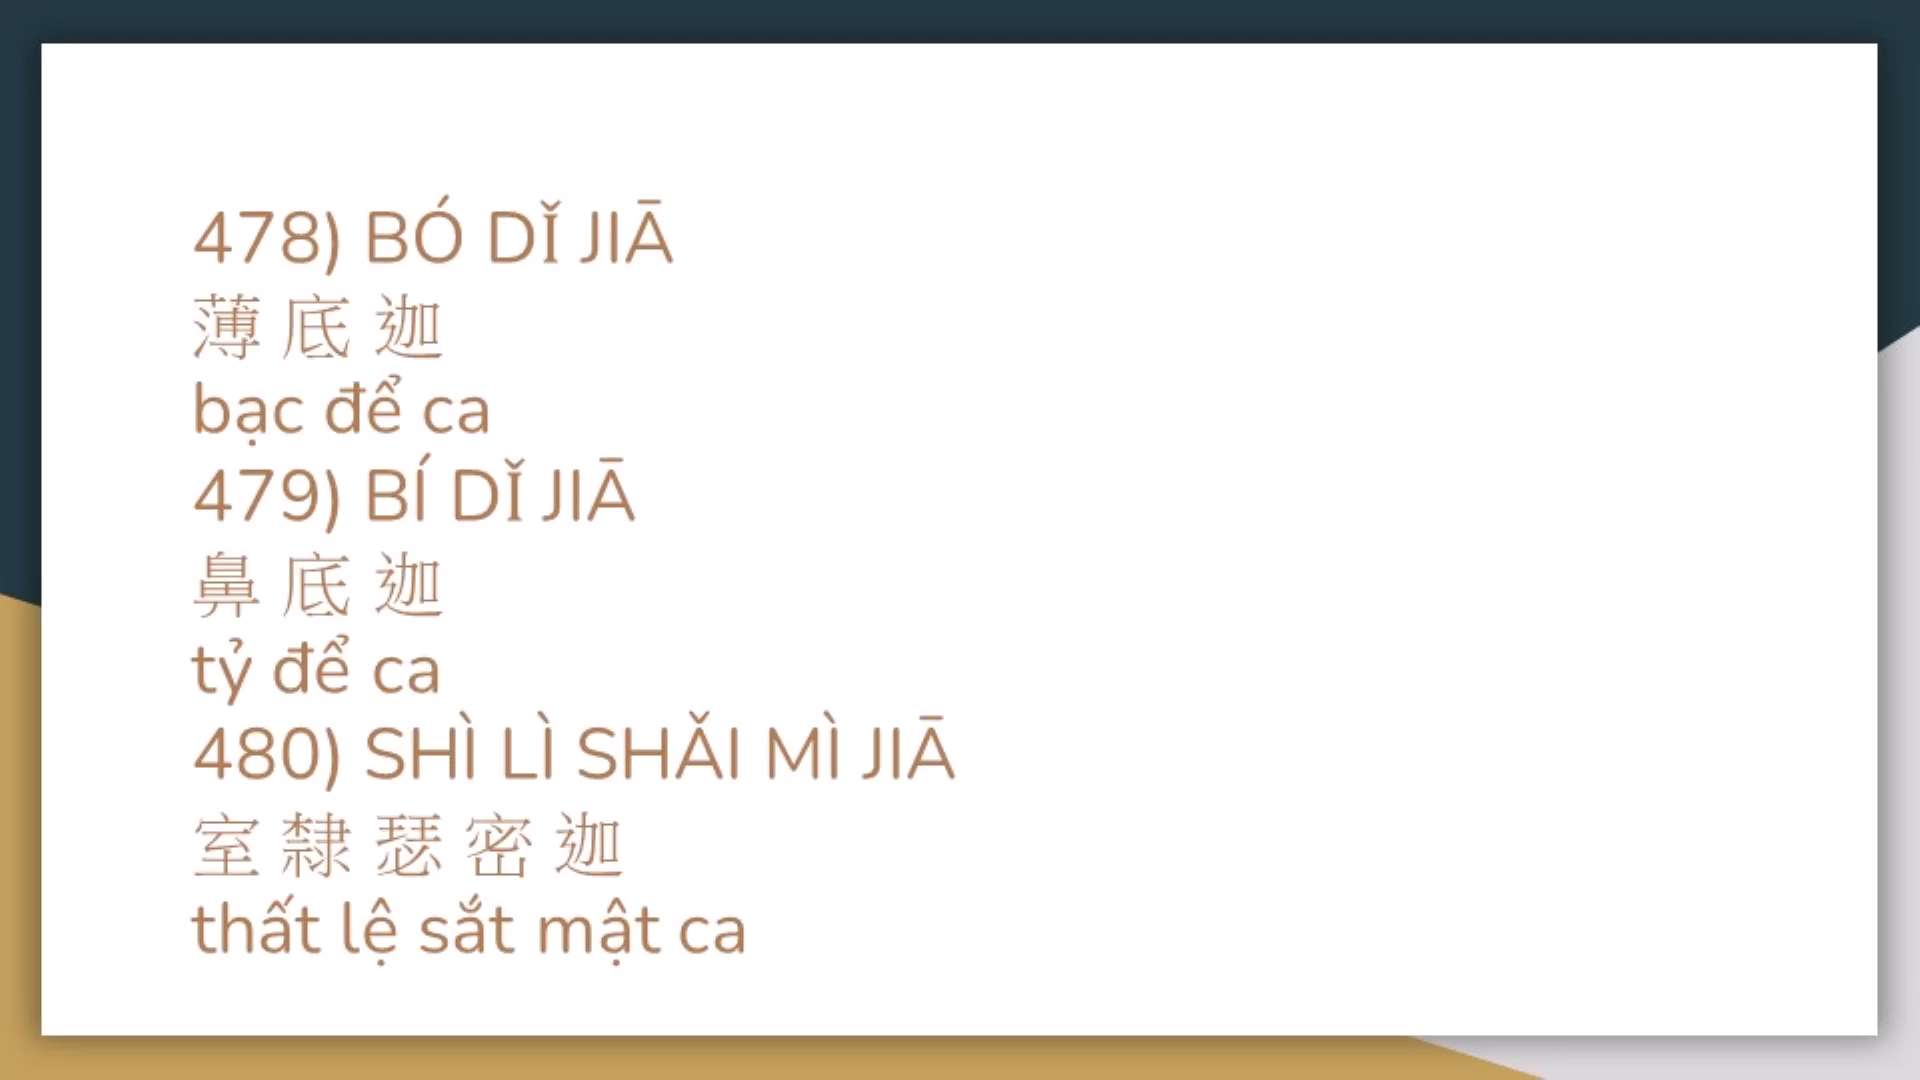 478) BÓ DǏ JIĀ
薄 底 迦
bạc để ca
479) BÍ DǏ JIĀ
鼻 底 迦
tỷ để ca
480) SHÌ LÌ SHǍI MÌ JIĀ
室 隸 瑟 密 迦
thất lệ sắt mật ca